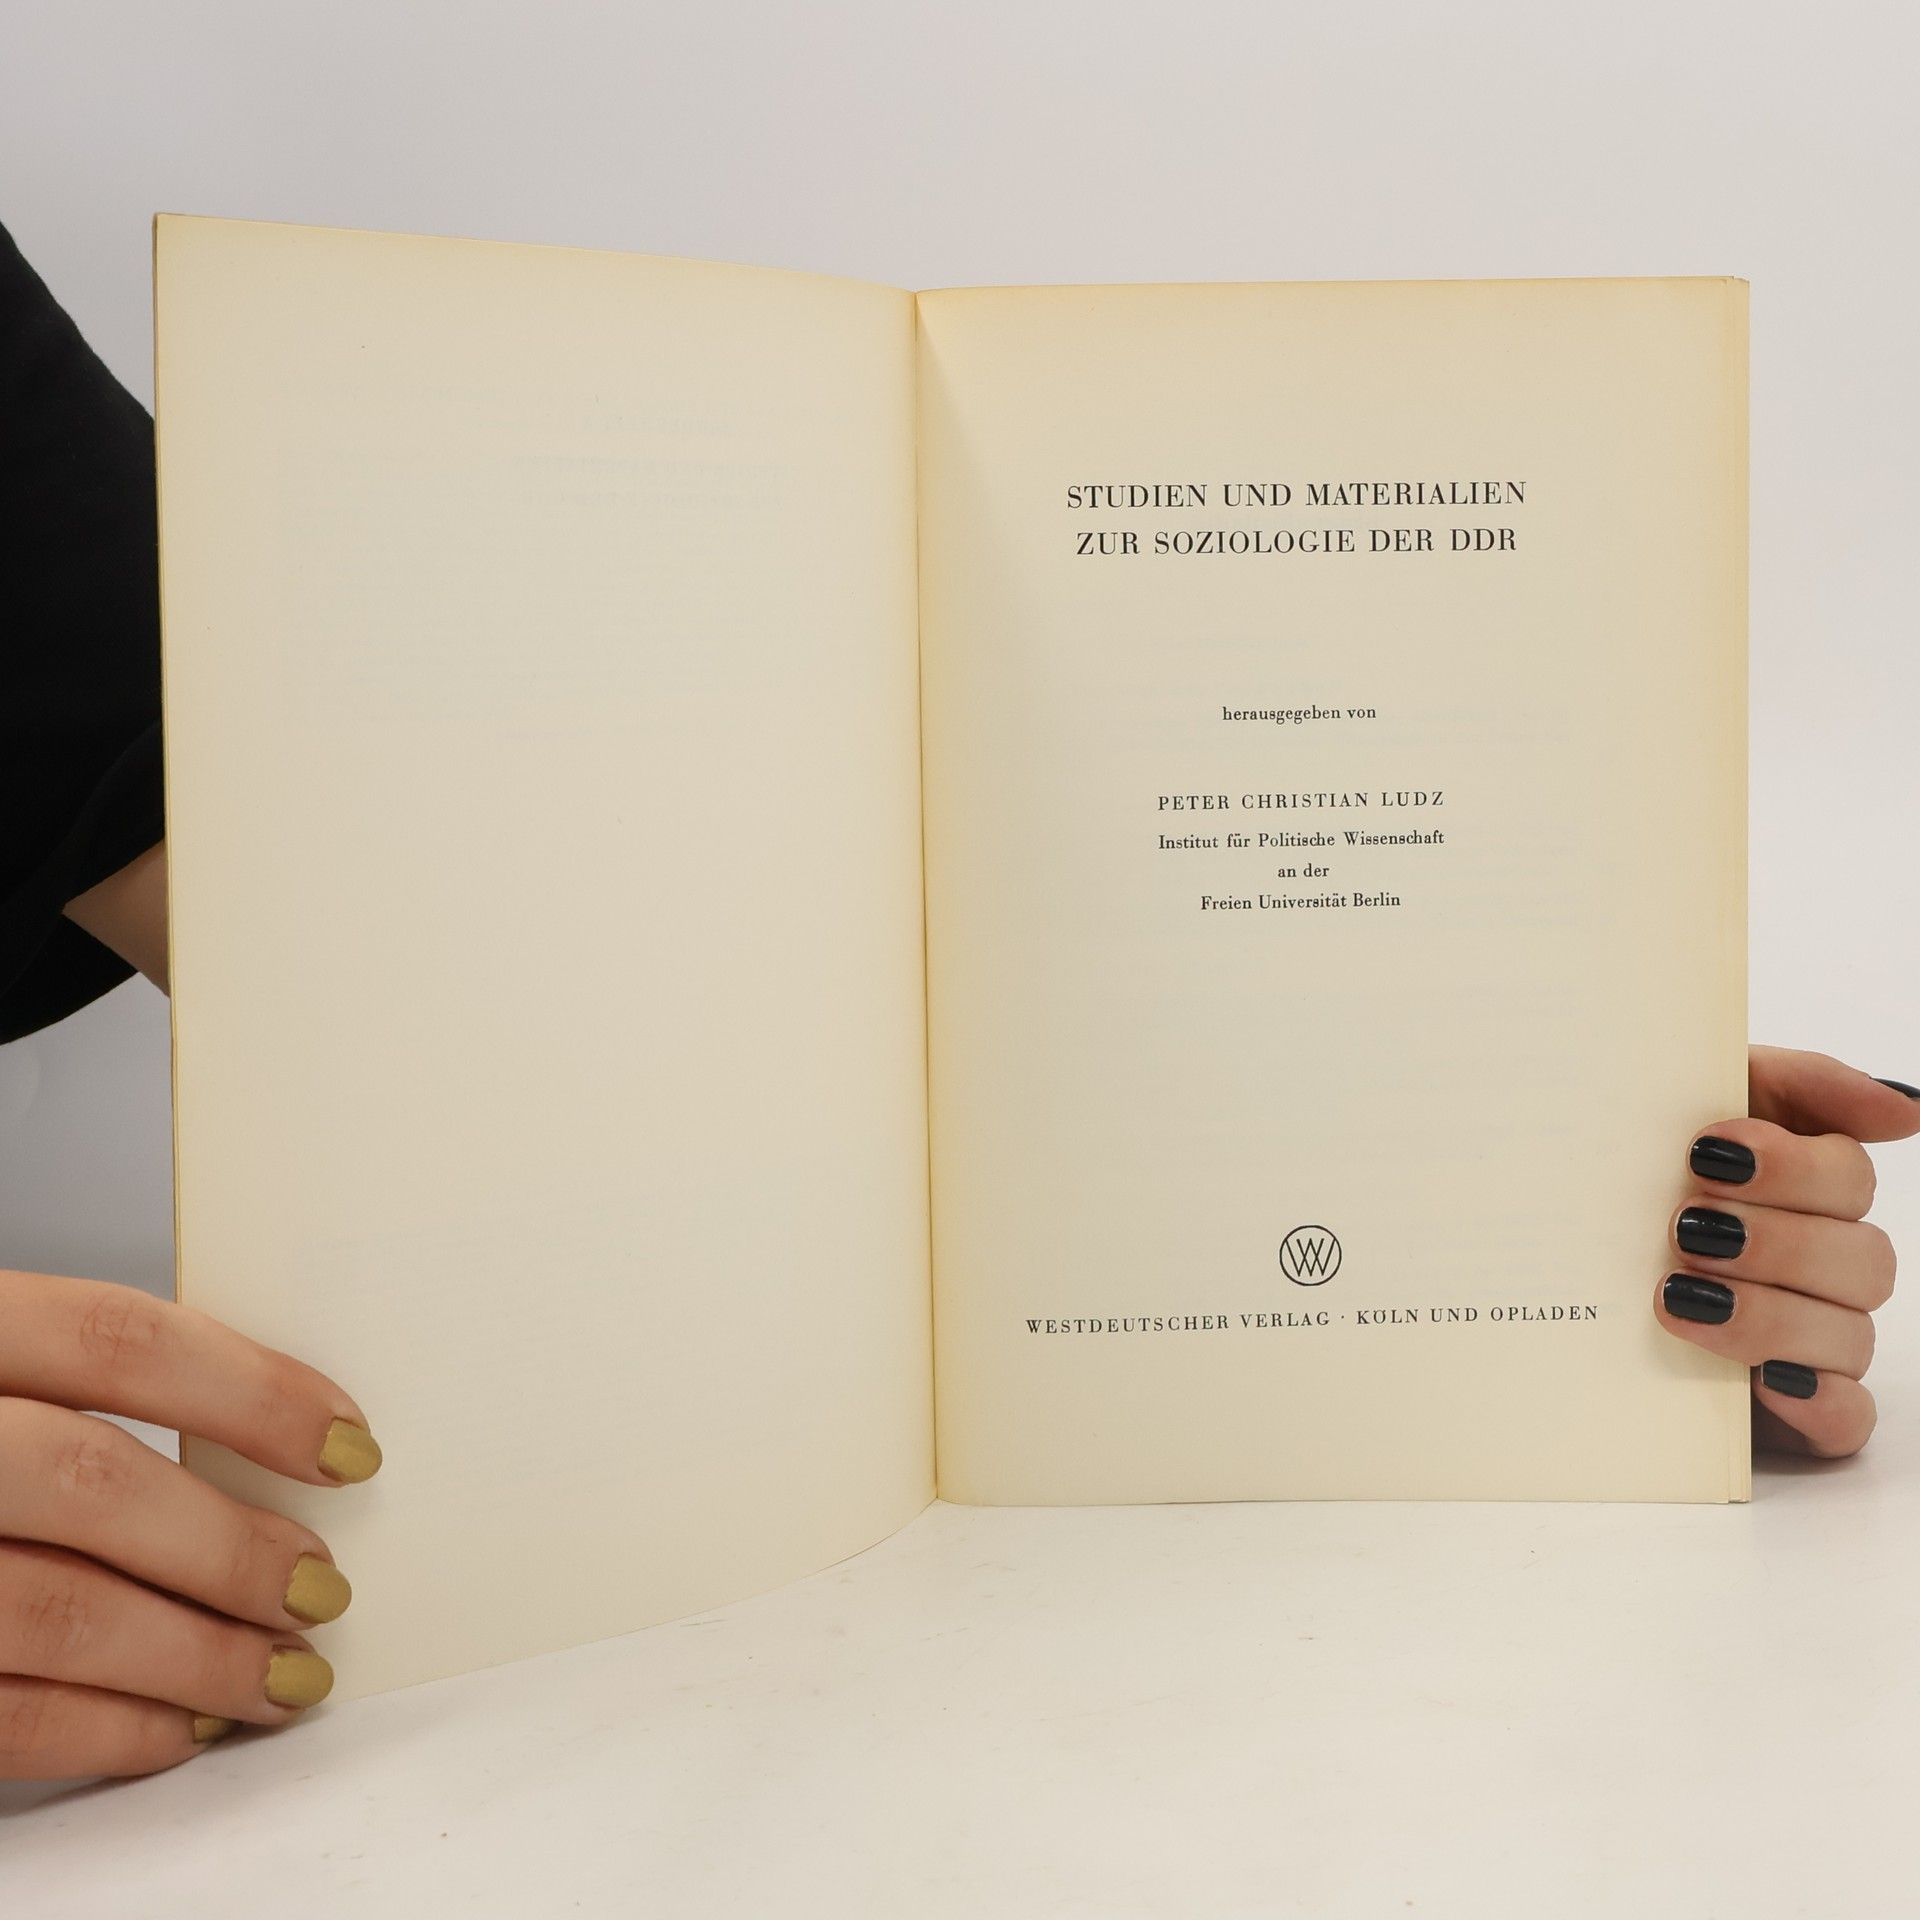 STUDIEN UND MATERIALIEN
ZUR SOZIOLOGIE DER DDR
herausgegeben von
PETER CHRISTIAN LUDZ
Institut für Politische Wissenschaft
an der
Freien Universität Berlin
WESTDEUTSCHER VERLAG · KÖLN UND OPLADEN